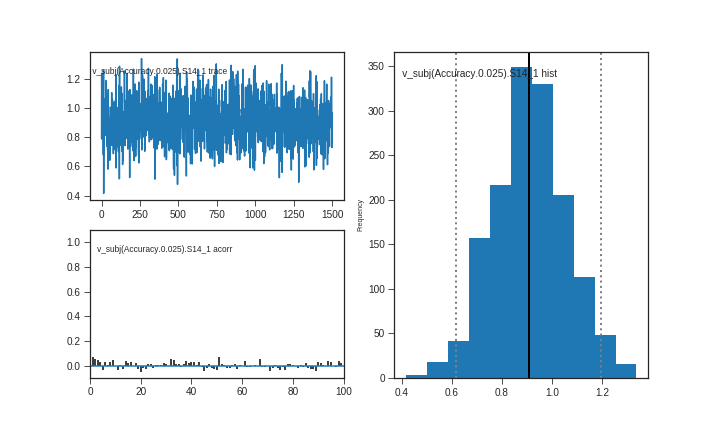 v_subj(Accuracy.0.025).S14_1 trace
1.2
1.0
0.8
0.6
0.4
0 250 500 750 1000 1250 1500
v_subj(Accuracy.0.025).S14_1 acorr
1.0
0.8
0.6
0.4
0.2
0.0
0 20 40 60 80 100
v_subj(Accuracy.0.025).S14_1 hist
Frequency
350
300
250
200
150
100
50
0
0.4 0.6 0.8 1.0 1.2